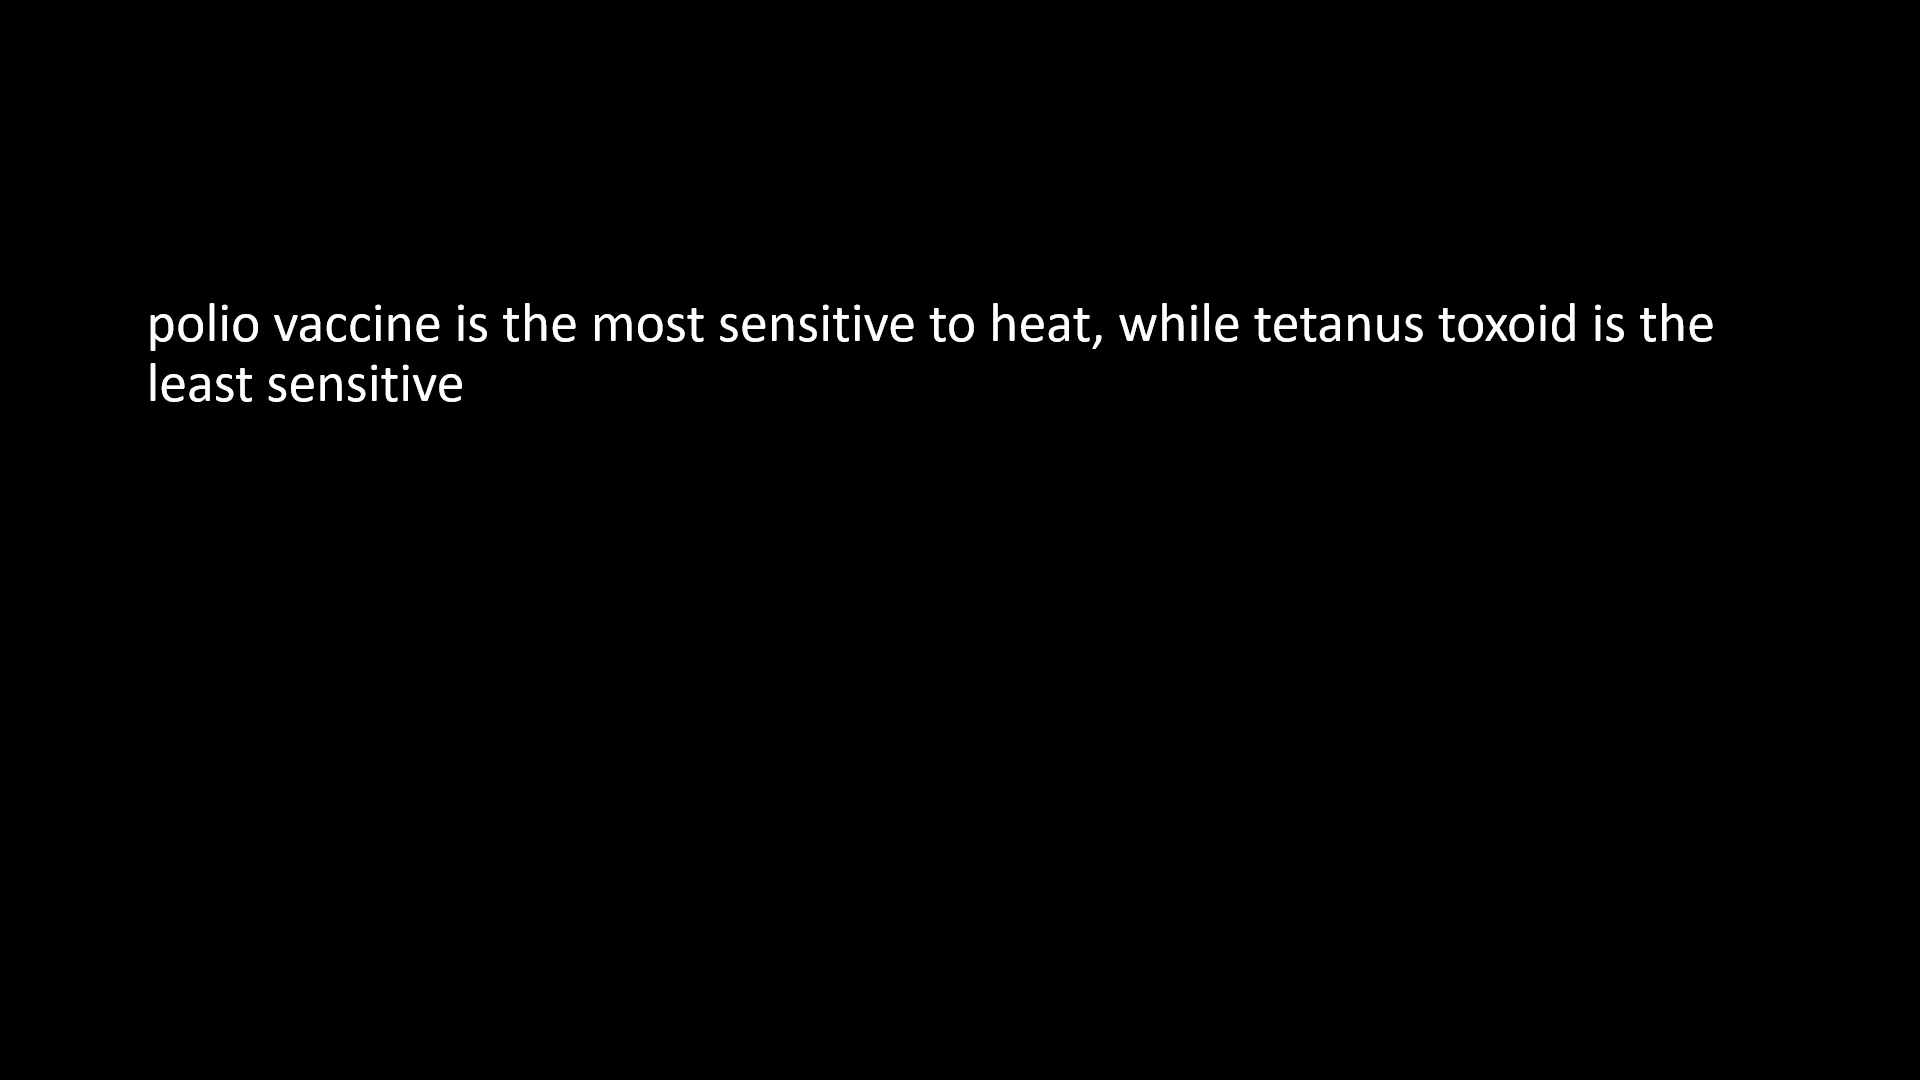 polio vaccine is the most sensitive to heat, while tetanus toxoid is the
least sensitive